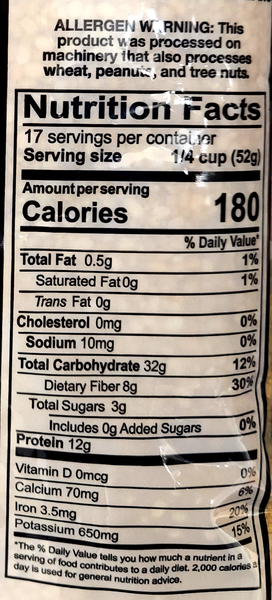 ALLERGEN WARNING: This
product was processed on
machinery that also processes
wheat, peanuts, and tree nuts.
Nutrition Facts
17 servings per container
Serving size 1/4 cup (52g)
Amount per serving
Calories 180
% Daily Value*
Total Fat 0.5g 1%
Saturated Fat 0g 1%
Trans Fat 0g
Cholesterol 0mg 0%
Sodium 10mg 0%
Total Carbohydrate 32g 12%
Dietary Fiber 8g 30%
Total Sugars 3g
Includes 0g Added Sugars 0%
Protein 12g
Vitamin D 0mcg 0%
Calcium 70mg 6%
Iron 3.5mg 20%
Potassium 650mg 15%
*The % Daily Value tells you how much a nutrient in a
serving of food contributes to a daily diet. 2,000 calories a
day is used for general nutrition advice.